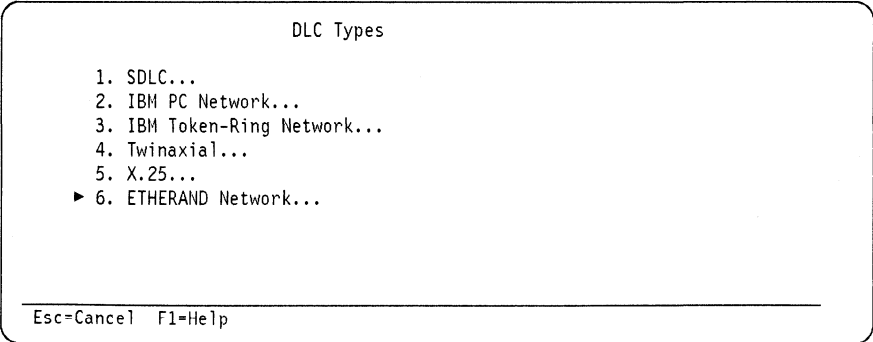 DLC Types
1. SDLC...
2. IBM PC Network...
3. IBM Token-Ring Network...
4. Twinaxial...
5. X.25...
► 6. ETHERAND Network...
Esc=Cancel F1=Help